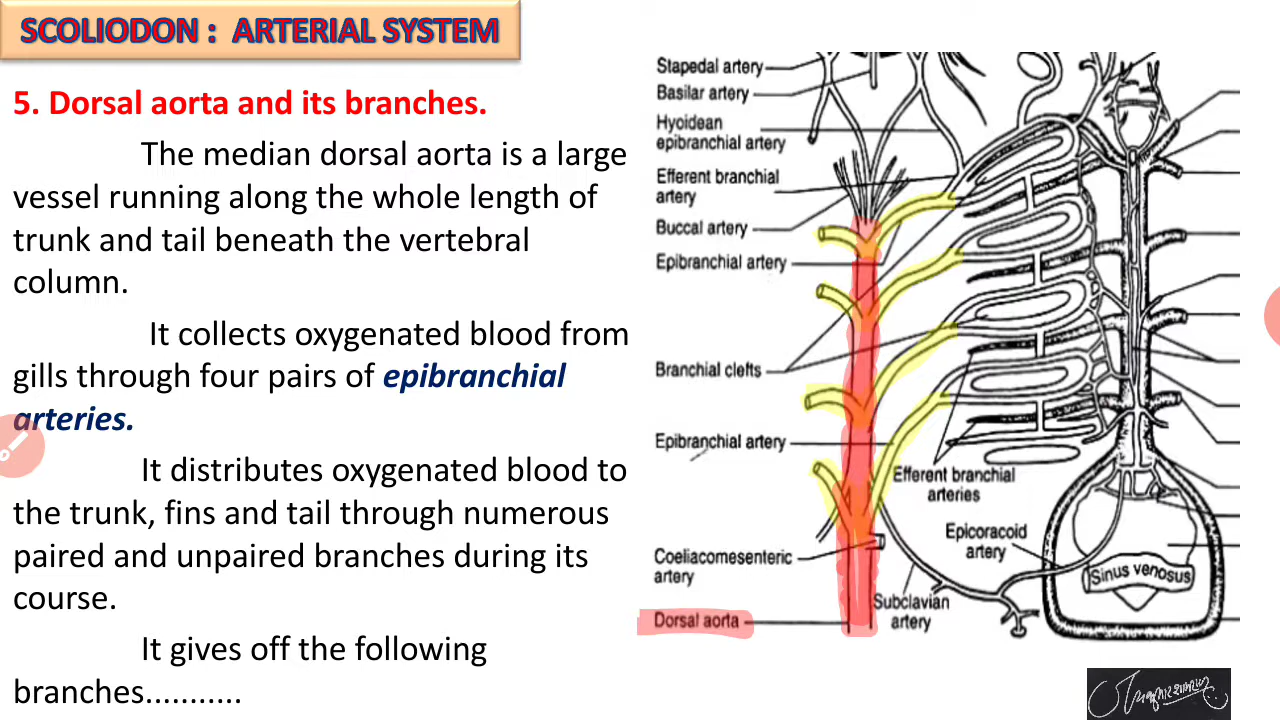 SCOLIODON : ARTERIAL SYSTEM
5. Dorsal aorta and its branches.
The median dorsal aorta is a large
vessel running along the whole length of
trunk and tail beneath the vertebral
column.
It collects oxygenated blood from
gills through four pairs of epibranchial
arteries.
It distributes oxygenated blood to
the trunk, fins and tail through numerous
paired and unpaired branches during its
course.
It gives off the following
branches...........
Stapedal artery
Basilar artery
Hyoidean
epibranchial artery
Efferent branchial
artery
Buccal artery
Epibranchial artery
Branchial clefts
Epibranchial artery
Efferent branchial
arteries
Coeliacomesenteric
artery
Epicoracoid
artery
Sinus venosus
Subclavian
artery
Dorsal aorta